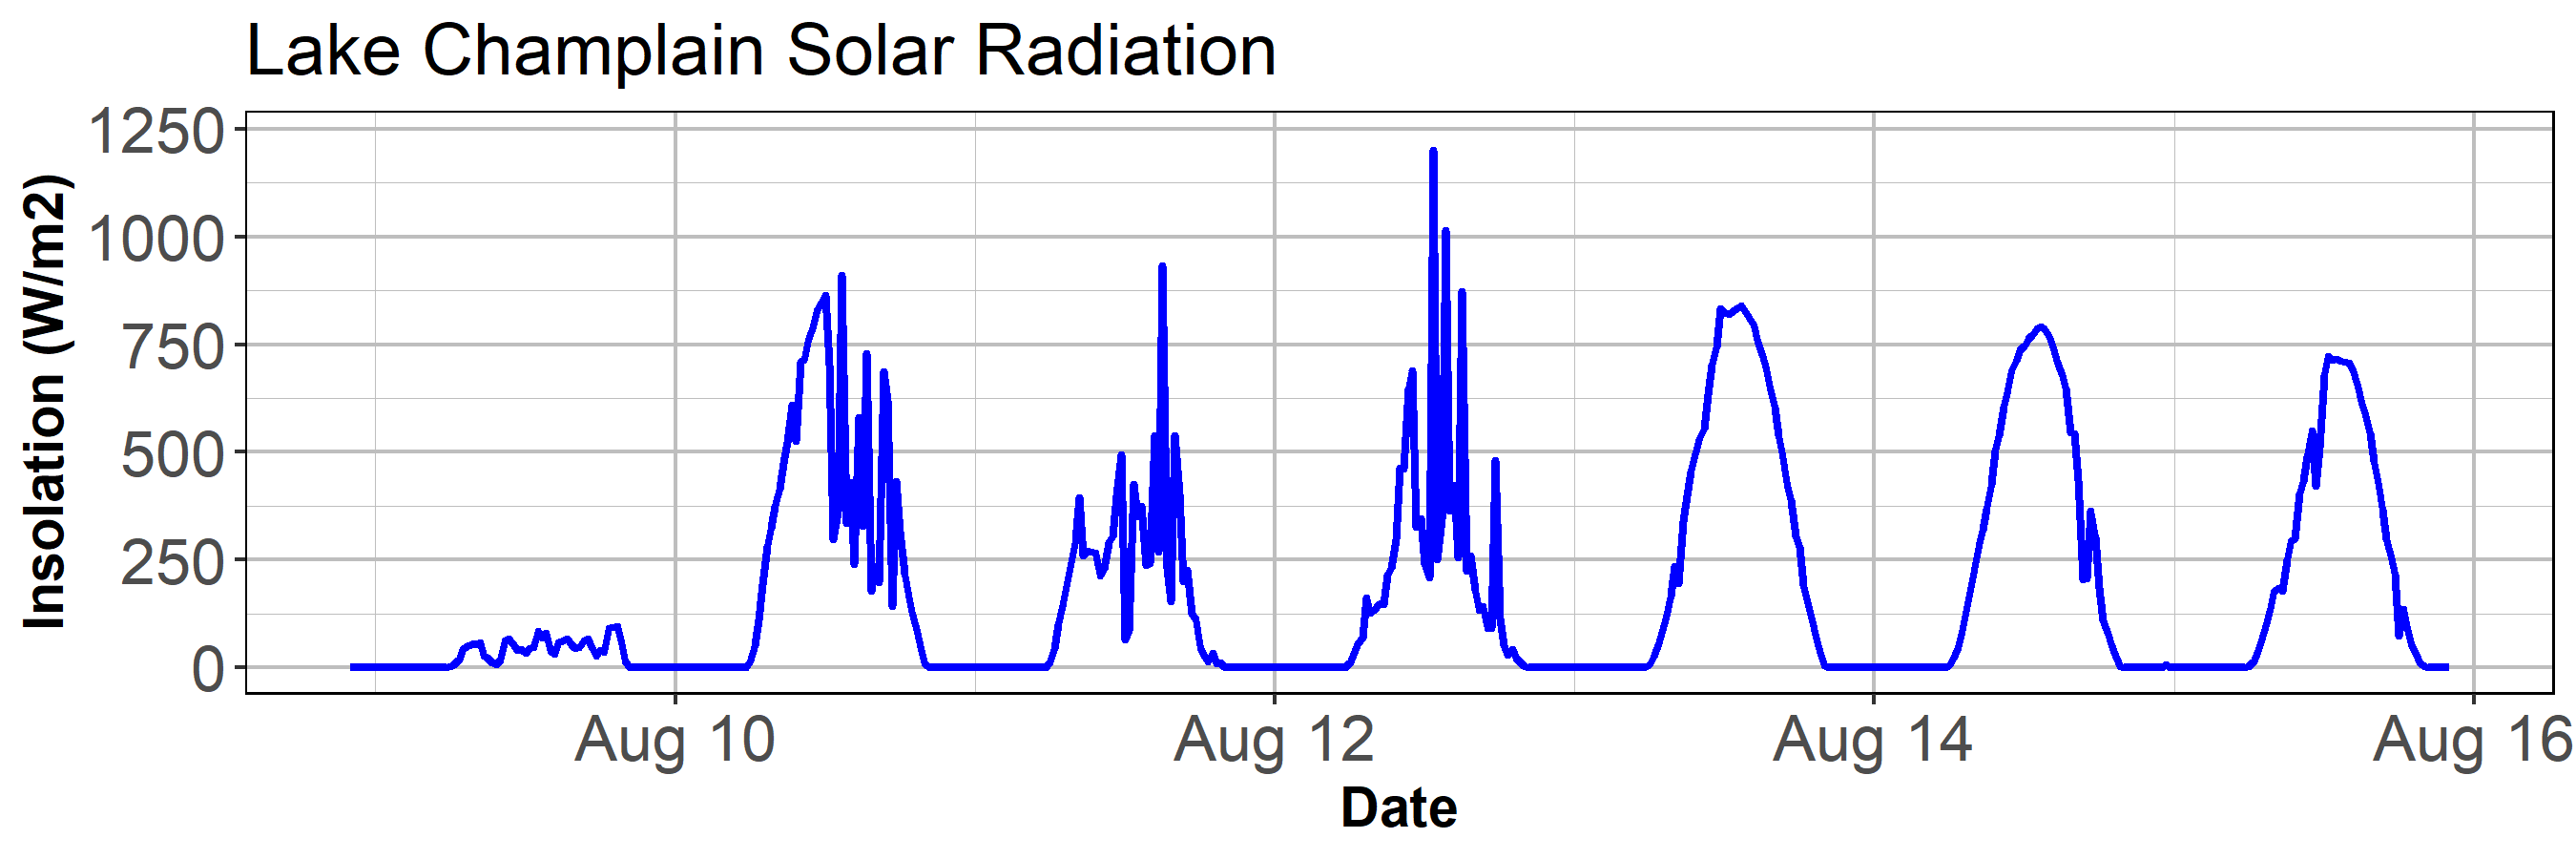 Lake Champlain Solar Radiation
Insolation (W/m2)
1250
1000
750
500
250
0
Aug 10 Aug 12 Aug 14 Aug 16
Date